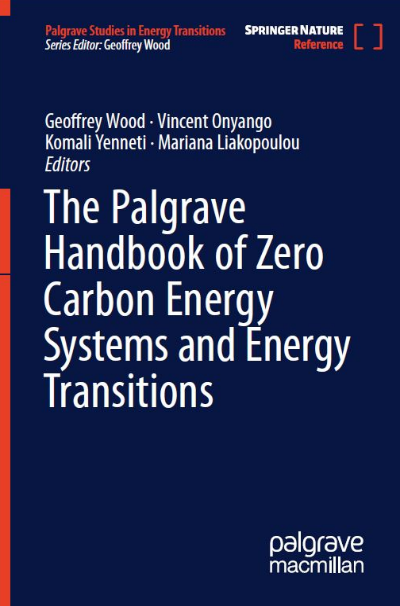 Palgrave Studies in Energy Transitions
Series Editor: Geoffrey Wood
SPRINGER NATURE
Reference
Geoffrey Wood · Vincent Onyango
Komali Yenneti · Mariana Liakopoulou
Editors
The Palgrave
Handbook of Zero
Carbon Energy
Systems and Energy
Transitions
palgrave
macmillan